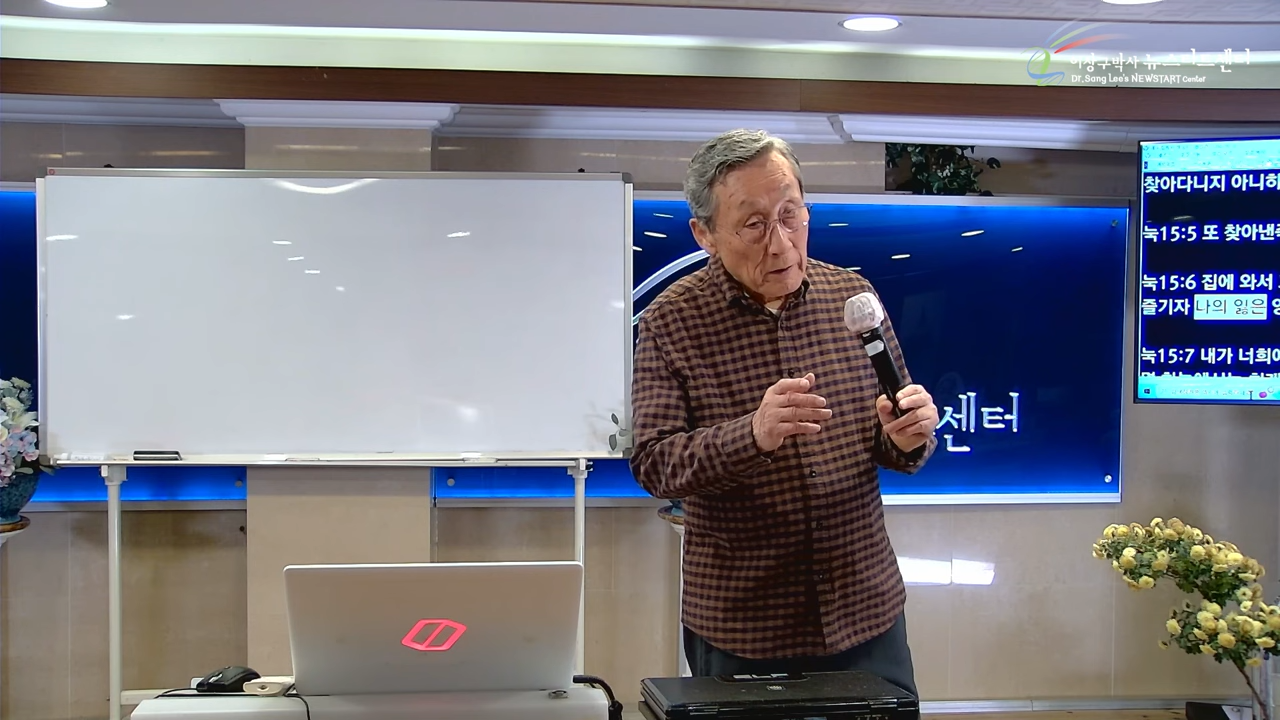 이상구박사 뉴스타트센터
Dr.Sang Lee's NEWSTART Center
찾아다니지 아니하
눅15:5 또 찾아낸
눅15:6 집에 와서
즐기자 나의 잃은
눅15:7 내가 너희에
센터